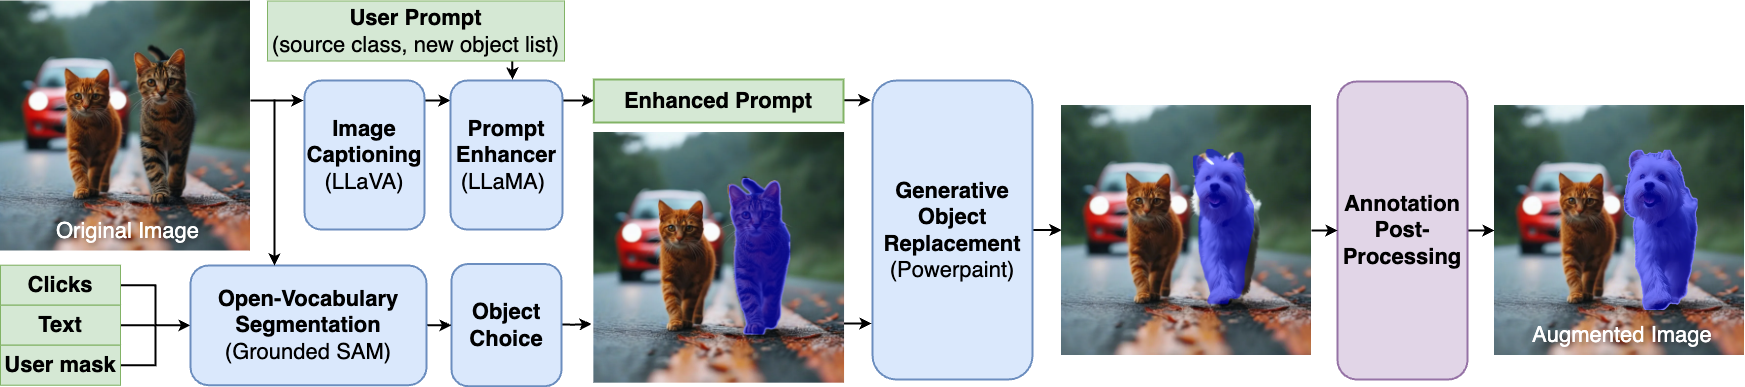 User Prompt
(source class, new object list)
Original Image
Image
Captioning
(LLaVA)
Prompt
Enhancer
(LLaMA)
Enhanced Prompt
Clicks
Text
User mask
Open-Vocabulary
Segmentation
(Grounded SAM)
Object
Choice
Generative
Object
Replacement
(Powerpaint)
Annotation
Post-
Processing
Augmented Image